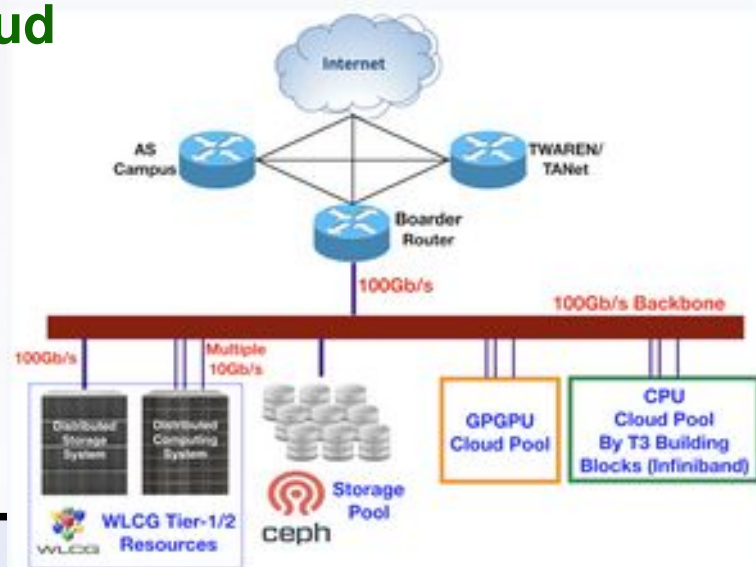 ud
Internet
AS
Campus
TWAREN/
TANet
Boarder
Router
100Gb/s
100Gb/s Backbone
100Gb/s
Multiple
10Gb/s
Distributed
Storage
System
Distributed
Computing
System
GPGPU
Cloud Pool
CPU
Cloud Pool
By T3 Building
Blocks (Infiniband)
Storage
Pool
ceph
WLCG
WLCG Tier-1/2
Resources